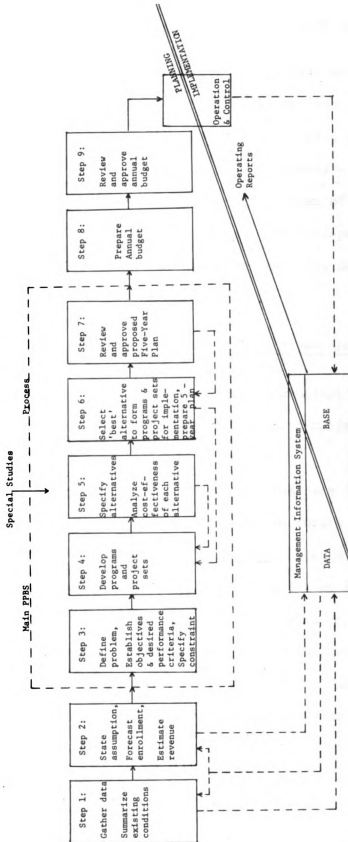 Special Studies
Main PPBS Process
Step 1:
Gather data
Summarize
existing
conditions
Step 2:
State
assumption,
Forecast
enrollment,
Estimate
revenue
Step 3:
Define
problem,
Establish
objectives
& desired
performance
criteria,
Specify
constraint
Step 4:
Develop
programs
and
project
sets
Step 5:
Specify
alternatives
Analyze
cost-ef-
fectiveness
of each
alternative
Step 6:
Select
'best'
alternative
to form
programs &
project sets
for imple-
mentation,
prepare 5 -
year plan
Step 7:
Review
and
approve
proposed
Five-Year
Plan
Step 8:
Prepare
Annual
budget
Step 9:
Review
and
approve
annual
budget
PLANNING
IMPLEMENTATION
Operation
& Control
Operating
Reports
Management Information System
DATA BASE